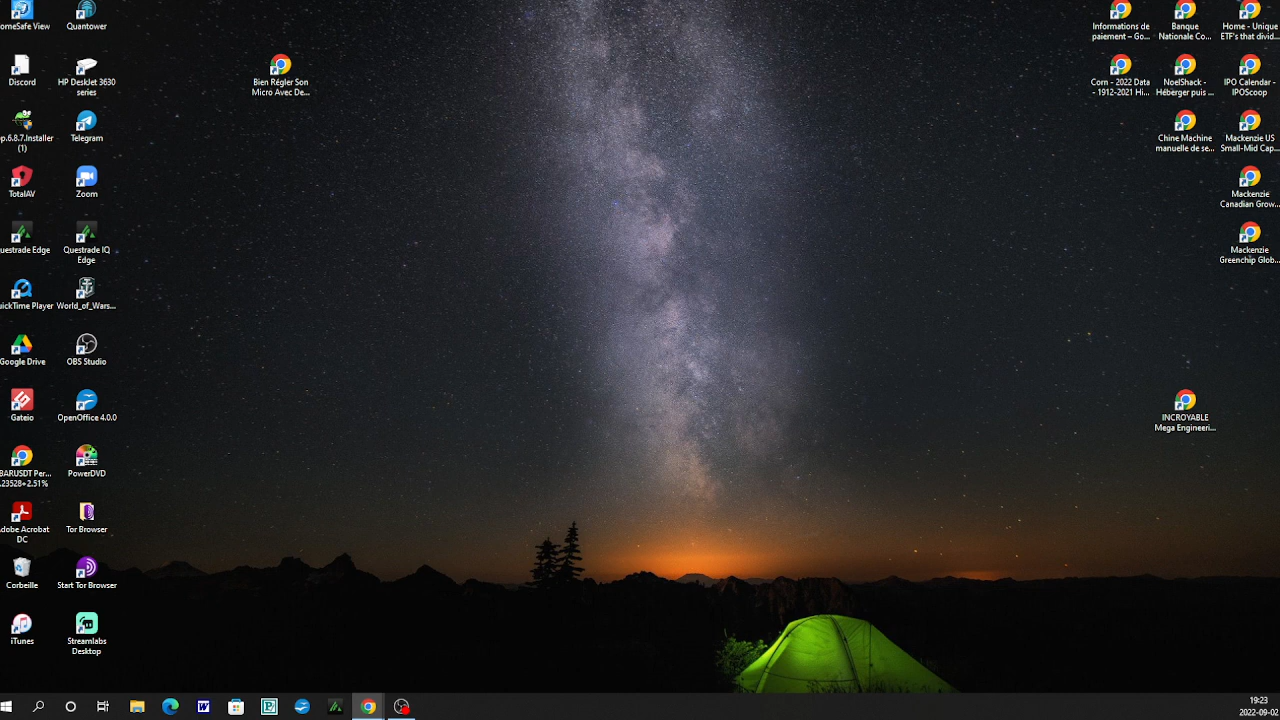 omeSafe View
Quantower
Discord
HP DeskJet 3630
series
op.6.8.7.Installer
(1)
Telegram
TotalAV
Zoom
uestrade Edge
Questrade IQ
Edge
uickTime Player
World_of_Wars...
Google Drive
OBS Studio
Gateio
OpenOffice 4.0.0
BARUSDT Per...
.23528+2.51%
PowerDVD
Adobe Acrobat
DC
Tor Browser
Corbeille
Start Tor Browser
iTunes
Streamlabs
Desktop
Bien Régler Son
Micro Avec De...
Informations de
paiement – Go...
Banque
Nationale Co...
Home - Unique
ETF's that divid...
Corn - 2022 Data
- 1912-2021 Hi...
NoelShack -
Héberger puis ...
IPO Calendar -
IPOScoop
Chine Machine
manuelle de se...
Mackenzie US
Small-Mid Cap...
Mackenzie
Canadian Grow...
Mackenzie
Greenchip Glob...
INCROYABLE
Mega Engineeri...
19:23
2022-09-02